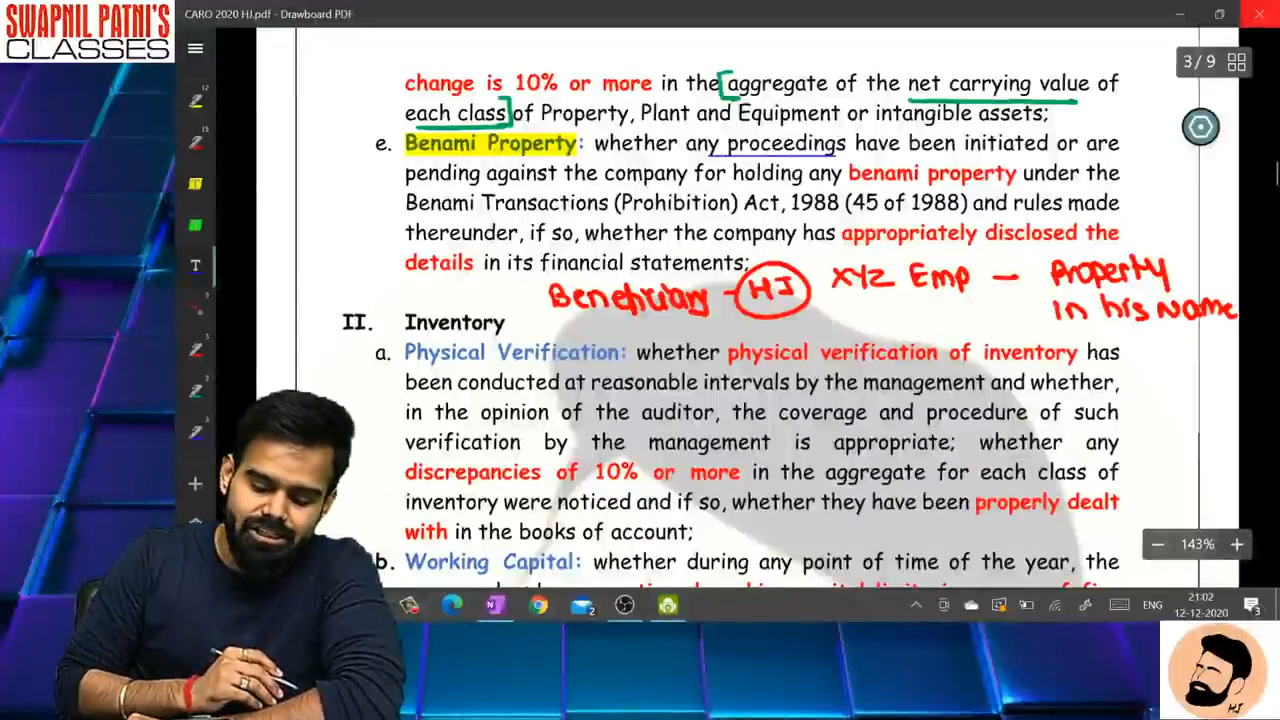 SWAPNIL PATNI'S
CLASSES
CARO 2020 HJ.pdf - Drawboard PDF
3/9
change is 10% or more in the [aggregate of the net carrying value of
each class] of Property, Plant and Equipment or intangible assets;
e. Benami Property: whether any proceedings have been initiated or are
pending against the company for holding any benami property under the
Benami Transactions (Prohibition) Act, 1988 (45 of 1988) and rules made
thereunder, if so, whether the company has appropriately disclosed the
details in its financial statements;
Beneficiary - HJ XYZ Emp - Property
in his Name
II. Inventory
a. Physical Verification: whether physical verification of inventory has
been conducted at reasonable intervals by the management and whether,
in the opinion of the auditor, the coverage and procedure of such
verification by the management is appropriate; whether any
discrepancies of 10% or more in the aggregate for each class of
inventory were noticed and if so, whether they have been properly dealt
with in the books of account;
b. Working Capital: whether during any point of time of the year, the
143%
ENG
21:02
12-12-2020
HJ